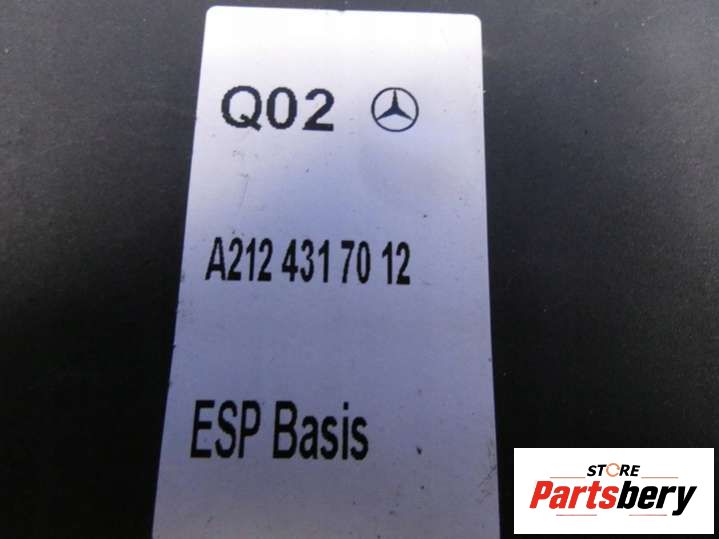 Q02
A212 431 70 12
ESP Basis
STORE
Partsbery